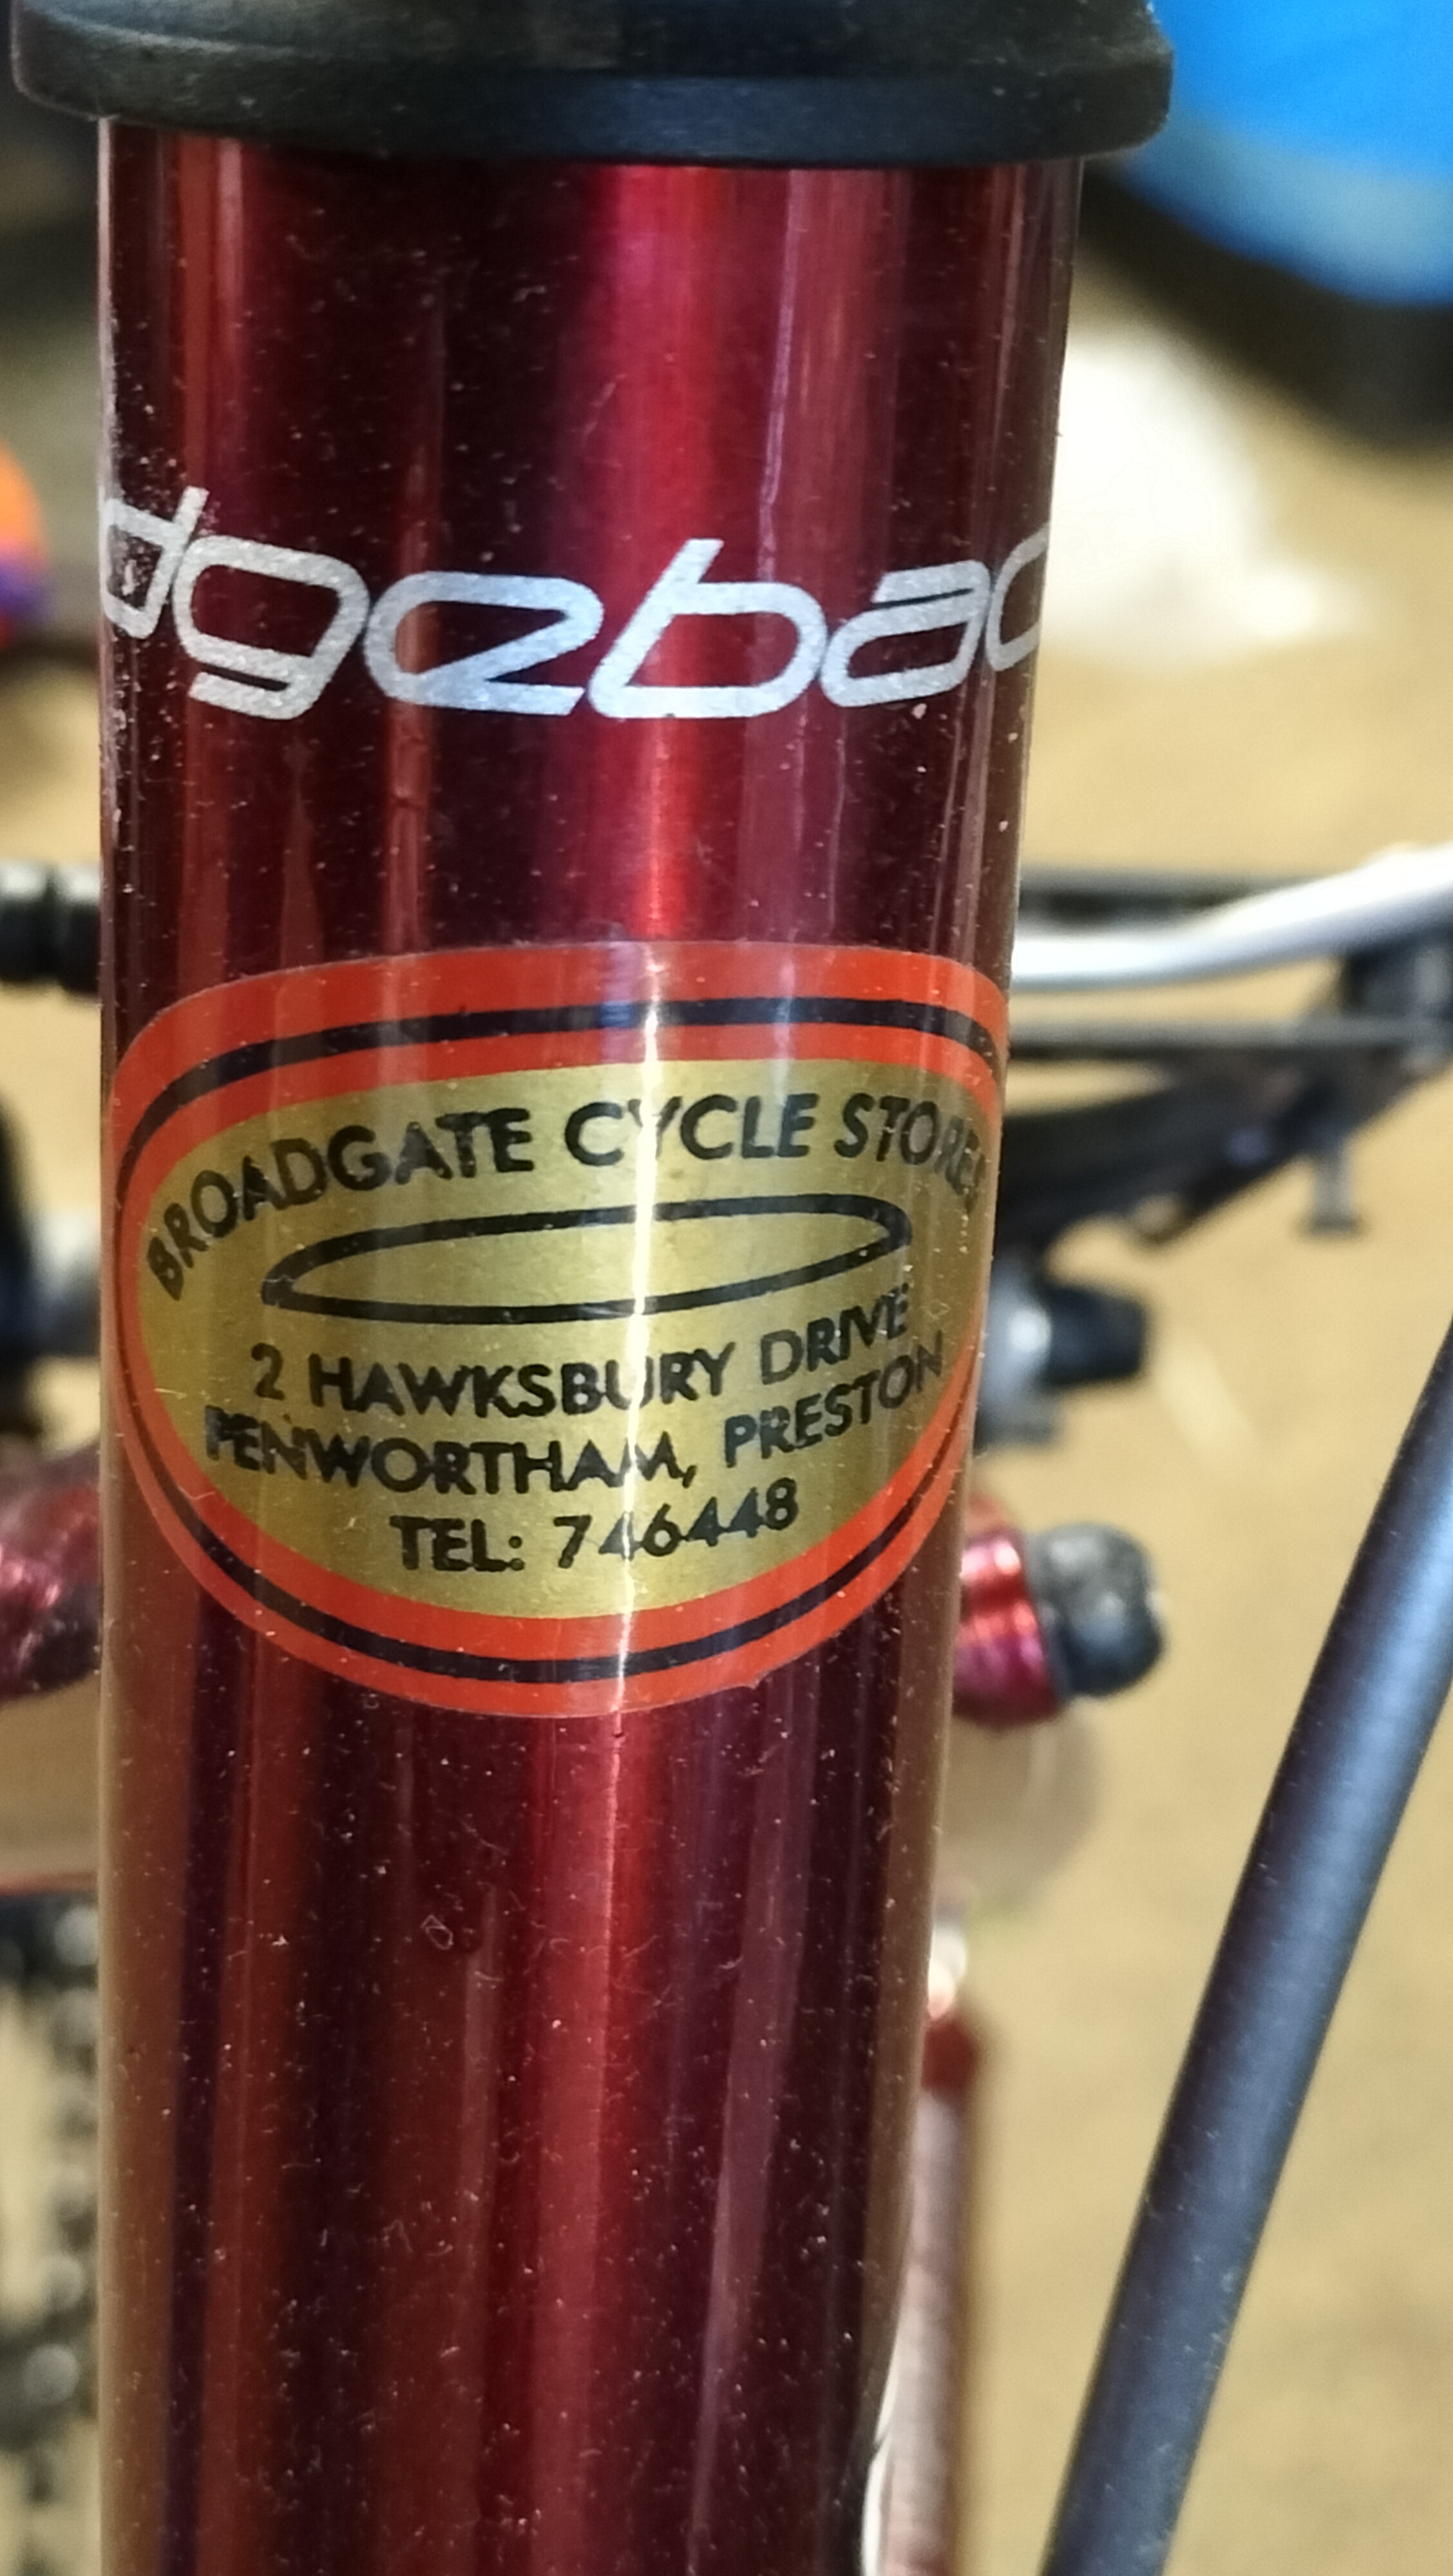 dgebac
BROADGATE CYCLE STORES
2 HAWKSBURY DRIVE
PENWORTHAM, PRESTON
TEL: 746448